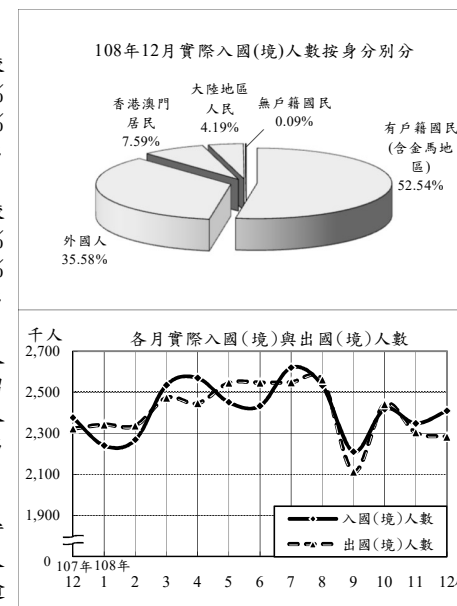 108年12月實際入國(境)人數按身分別分
大陸地區
人民
4.19%
無戶籍國民
0.09%
香港澳門
居民
7.59%
有戶籍國民
(含金馬地
區)
52.54%
外國人
35.58%
千人
各月實際入國(境)與出國(境)人數
2,700
2,500
2,300
2,100
1,900
0
入國(境)人數
出國(境)人數
107年 108年
12 1 2 3 4 5 6 7 8 9 10 11 12